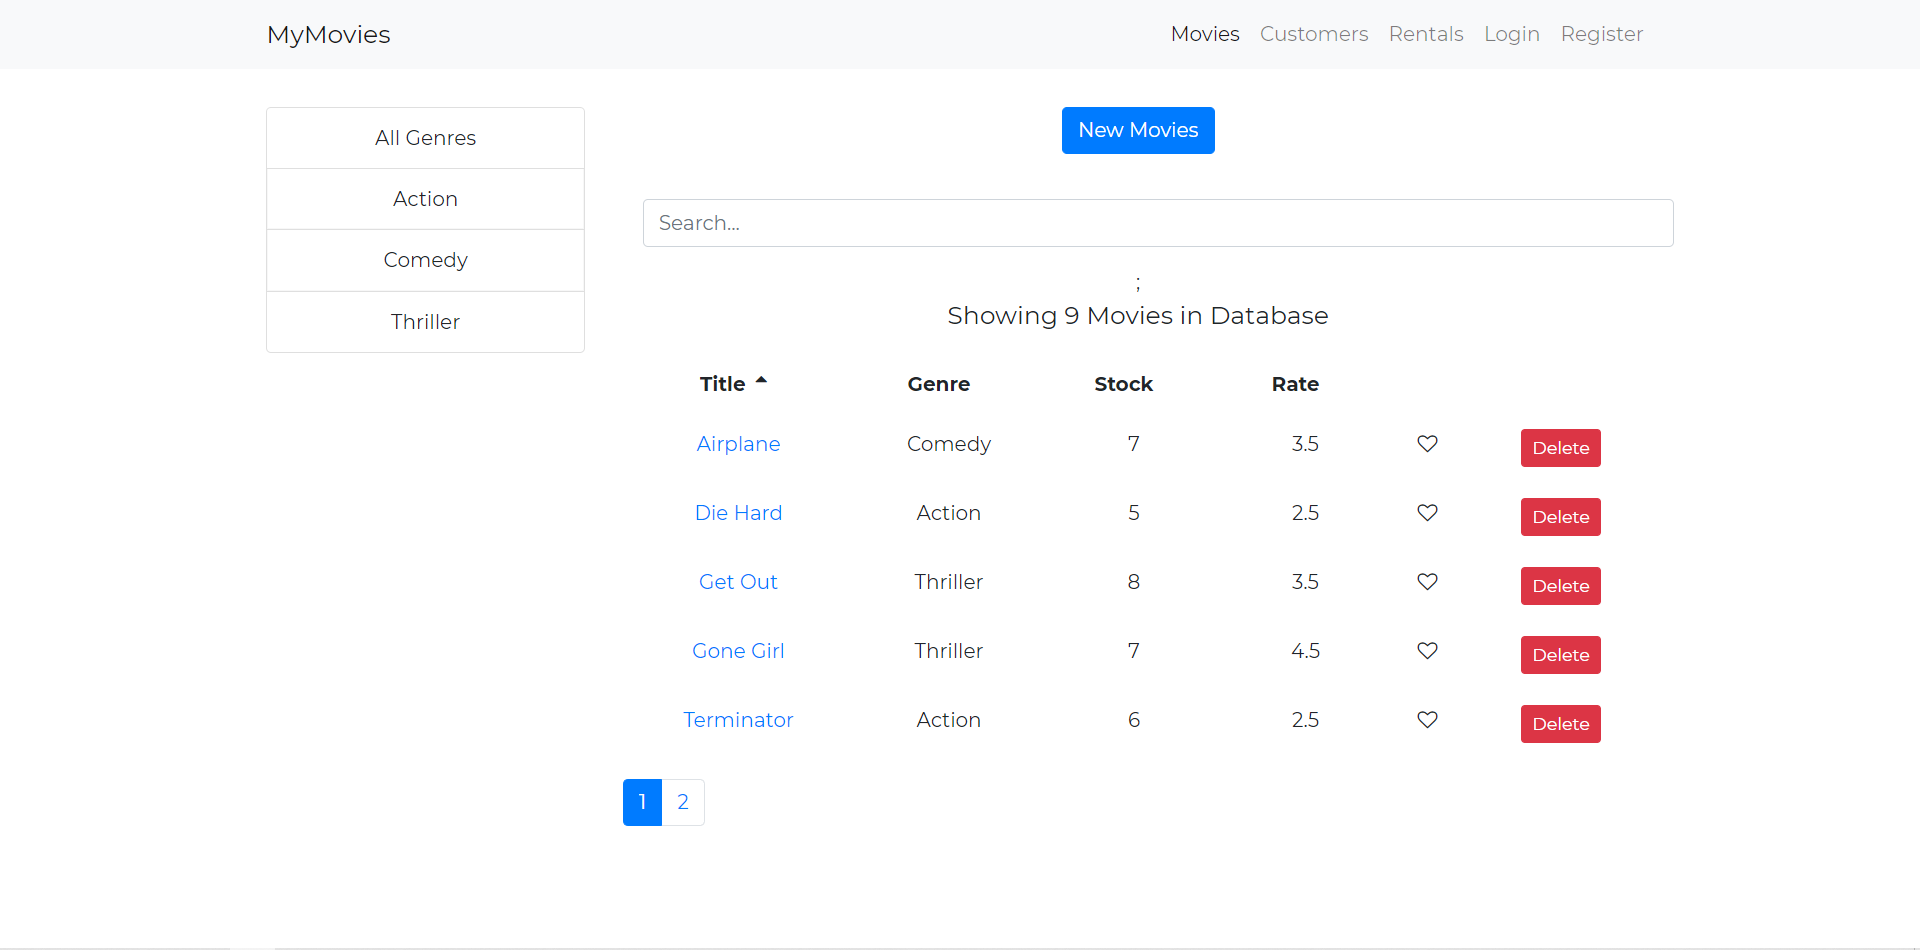 MyMovies Movies Customers Rentals Login Register
All Genres
Action
Comedy
Thriller
New Movies
Search...
;
Showing 9 Movies in Database
Title Genre Stock Rate
Airplane Comedy 7 3.5 Delete
Die Hard Action 5 2.5 Delete
Get Out Thriller 8 3.5 Delete
Gone Girl Thriller 7 4.5 Delete
Terminator Action 6 2.5 Delete
1 2